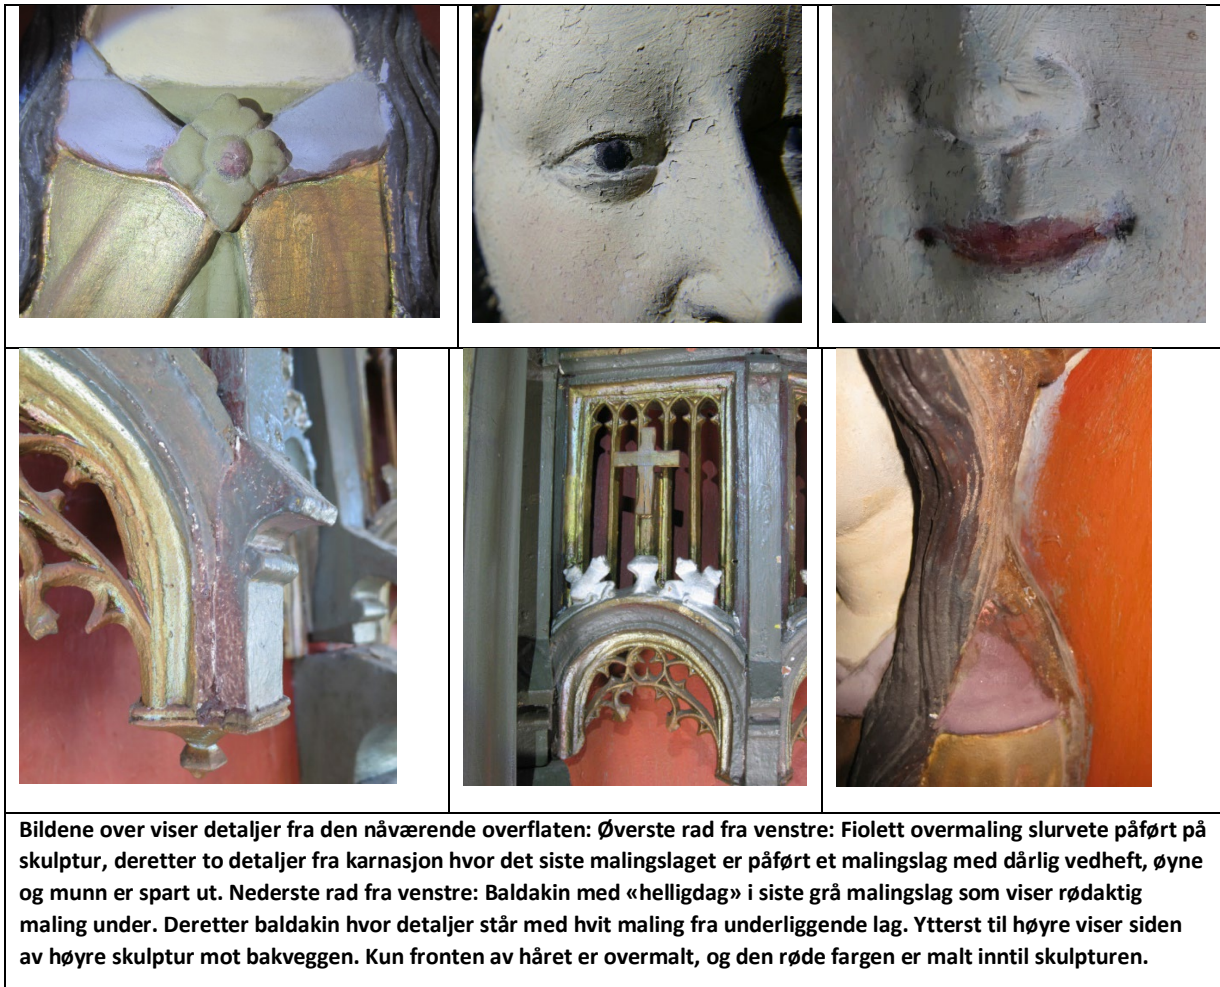 Bildene over viser detaljer fra den nåværende overflaten: Øverste rad fra venstre: Fiolett overmaling slurvete påført på
skulptur, deretter to detaljer fra karnasjon hvor det siste malingslaget er påført et malingslag med dårlig vedheft, øyne
og munn er spart ut. Nederste rad fra venstre: Baldakin med «helligdag» i siste grå malingslag som viser rødaktig
maling under. Deretter baldakin hvor detaljer står med hvit maling fra underliggende lag. Ytterst til høyre viser siden
av høyre skulptur mot bakveggen. Kun fronten av håret er overmalt, og den røde fargen er malt inntil skulpturen.